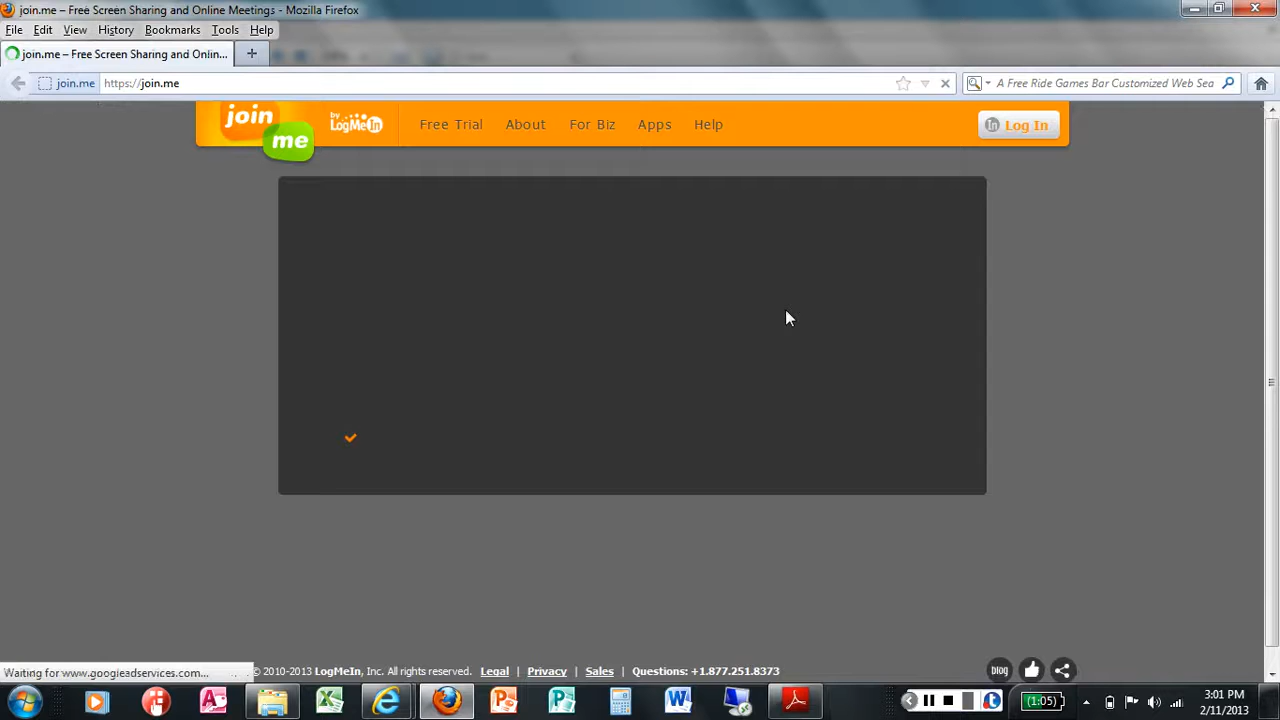 join.me – Free Screen Sharing and Online Meetings - Mozilla Firefox
File Edit View History Bookmarks Tools Help
join.me – Free Screen Sharing and Onlin...
join.me https://join.me
A Free Ride Games Bar Customized Web Sea
join me by LogMeIn Free Trial About For Biz Apps Help
In Log In
Waiting for www.googleadservices.com...
© 2010-2013 LogMeIn, Inc. All rights reserved. Legal Privacy Sales Questions: +1.877.251.8373
blog
(1:05)
3:01 PM
2/11/2013